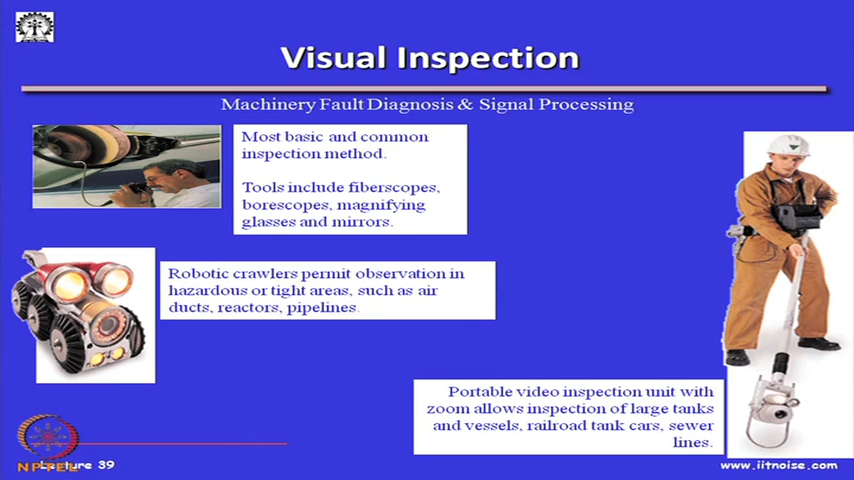 Visual Inspection
Machinery Fault Diagnosis & Signal Processing
Most basic and common
inspection method.
Tools include fiberscopes,
borescopes, magnifying
glasses and mirrors.
Robotic crawlers permit observation in
hazardous or tight areas, such as air
ducts, reactors, pipelines.
Portable video inspection unit with
zoom allows inspection of large tanks
and vessels, railroad tank cars, sewer
lines.
NPTEL
Lecture 39
www.iitnoise.com